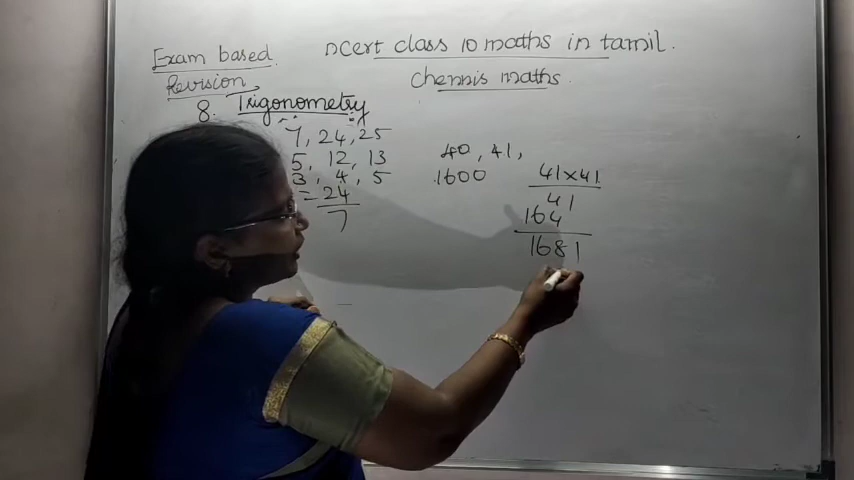 Exam based
Revision
ncert class 10 maths in tamil.
chennis maths.
8. Trigonometry
7, 24, 25
5, 12, 13
3, 4, 5
= 24
7
40, 41,
1600
41×41
41
164
1681